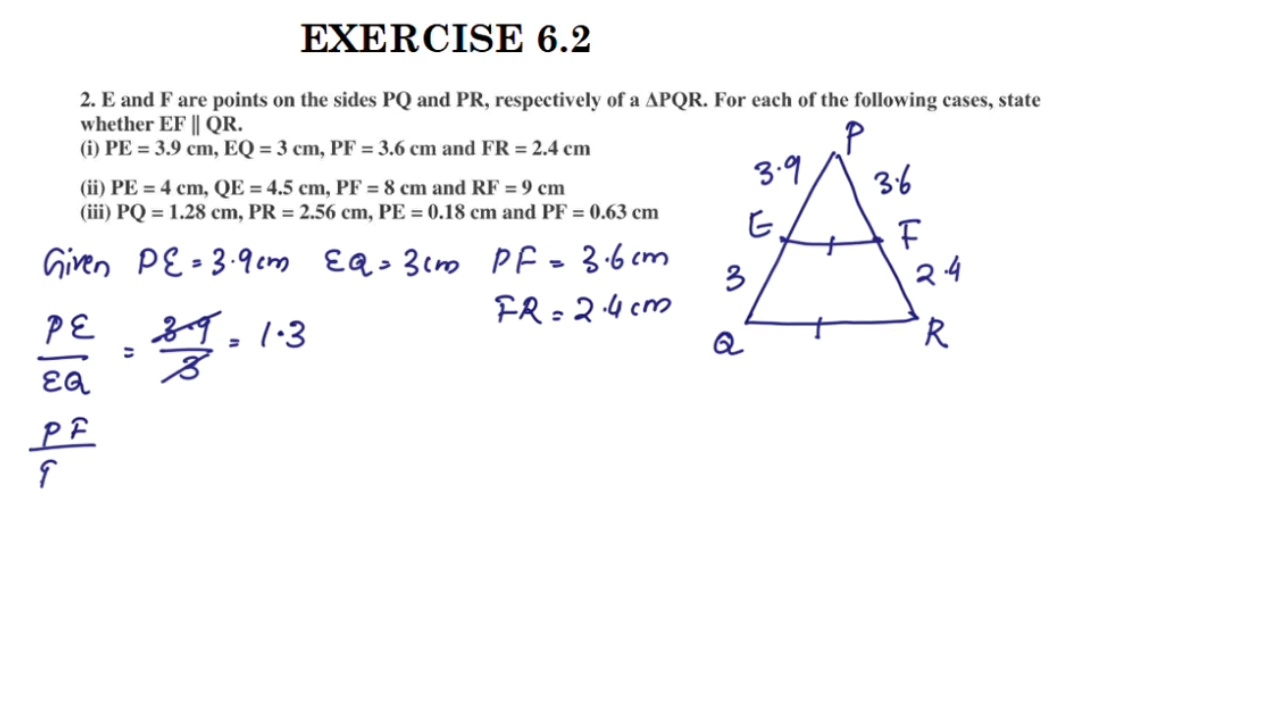 EXERCISE 6.2
2. E and F are points on the sides PQ and PR, respectively of a ΔPQR. For each of the following cases, state
whether EF || QR.
(i) PE = 3.9 cm, EQ = 3 cm, PF = 3.6 cm and FR = 2.4 cm
(ii) PE = 4 cm, QE = 4.5 cm, PF = 8 cm and RF = 9 cm
(iii) PQ = 1.28 cm, PR = 2.56 cm, PE = 0.18 cm and PF = 0.63 cm
P
3.9
3.6
E
F
3
2.4
Q
R
Given PE = 3.9cm EQ = 3cm PF = 3.6cm
FR = 2.4cm
PE
EQ
= 3.9
3
= 1.3
PF